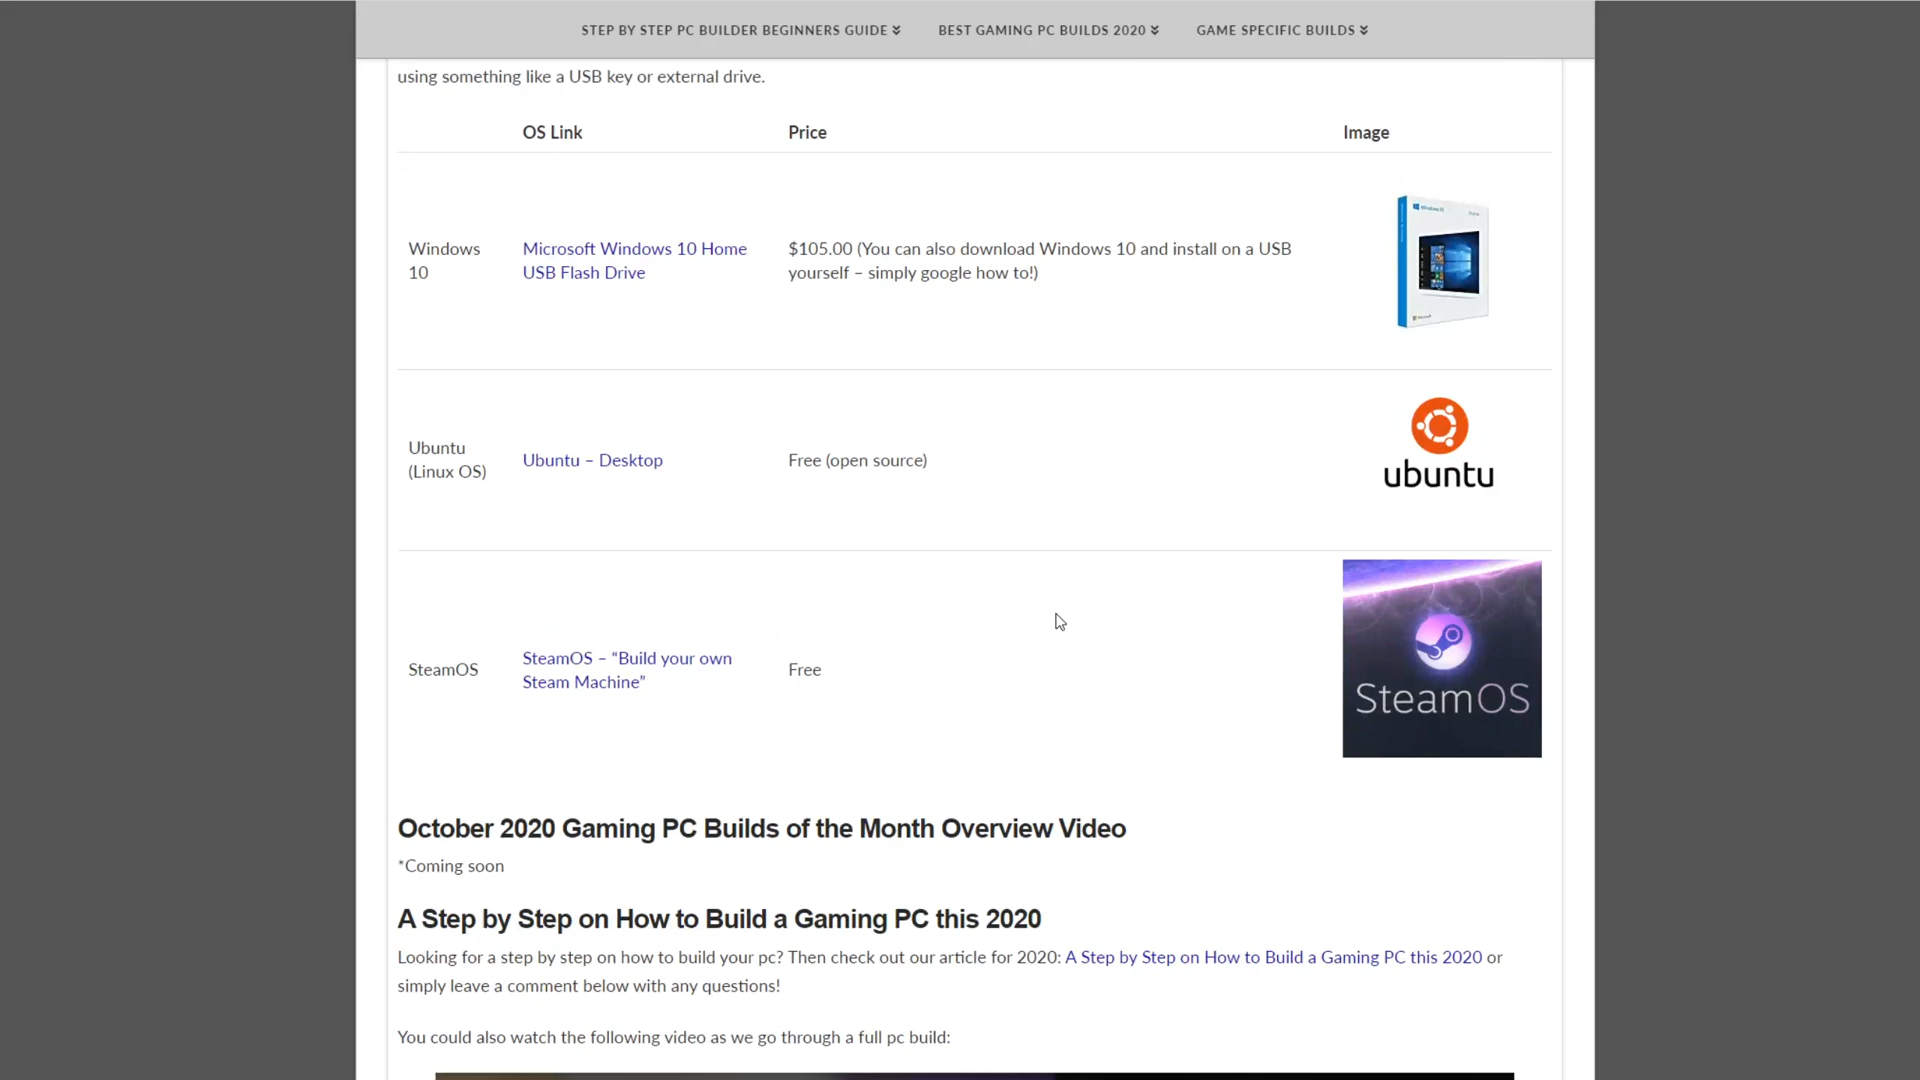 STEP BY STEP PC BUILDER BEGINNERS GUIDE
BEST GAMING PC BUILDS 2020
GAME SPECIFIC BUILDS
using something like a USB key or external drive.
OS Link
Price
Image
Windows
10
Microsoft Windows 10 Home
USB Flash Drive
$105.00 (You can also download Windows 10 and install on a USB
yourself – simply google how to!)
Ubuntu
(Linux OS)
Ubuntu – Desktop
Free (open source)
ubuntu
SteamOS
SteamOS – “Build your own
Steam Machine”
Free
SteamOS
October 2020 Gaming PC Builds of the Month Overview Video
*Coming soon
A Step by Step on How to Build a Gaming PC this 2020
Looking for a step by step on how to build your pc? Then check out our article for 2020: A Step by Step on How to Build a Gaming PC this 2020 or
simply leave a comment below with any questions!
You could also watch the following video as we go through a full pc build: